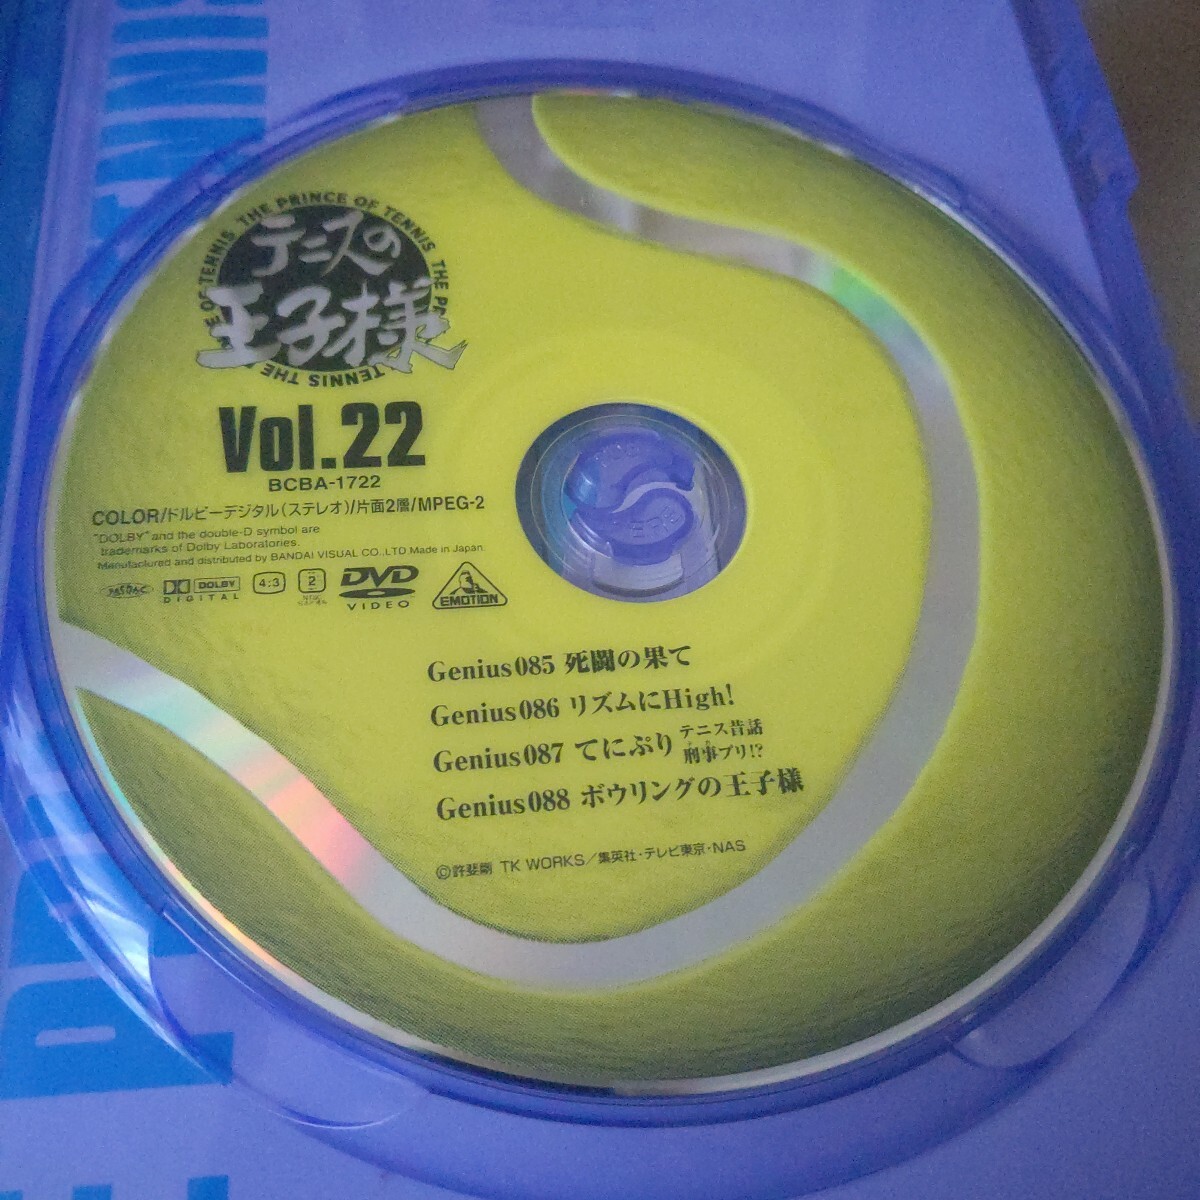 THE PRINCE OF TENNIS THE PR
E OF TENNIS
TENNIS THE
テニスの
王子様
Vol.22
BCBA-1722
COLOR/ドルビーデジタル(ステレオ)/片面2層/MPEG-2
"DOLBY" and the double-D symbol are
trademarks of Dolby Laboratories.
Manufactured and distributed by BANDAI VISUAL CO.,LTD Made in Japan.
DOLBY
DIGITAL
4:3
2
DVD
VIDEO
EMOTION
Genius085 死闘の果て
Genius086 リズムにHigh!
Genius087 てにぷり テニス昔話
刑事プリ!?
Genius088 ボウリングの王子様
©許斐剛 TK WORKS/集英社・テレビ東京・NAS